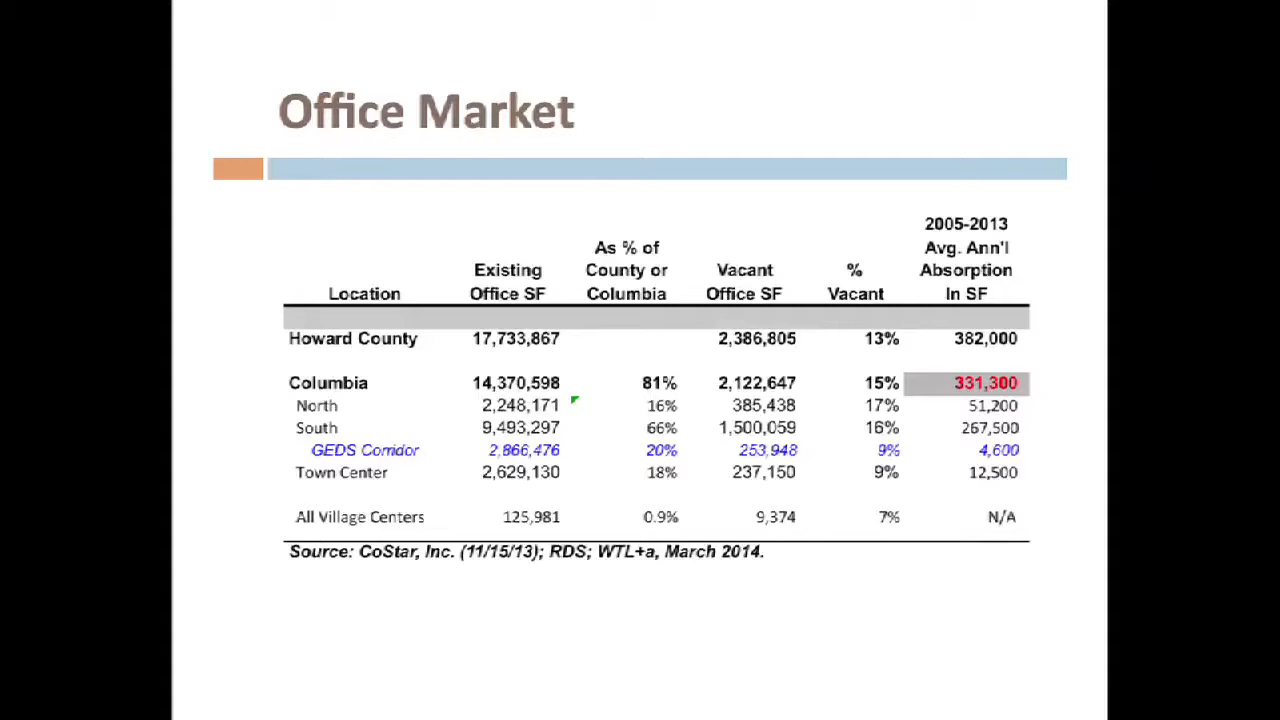 Office Market
2005-2013
As % of Avg. Ann'l
Existing County or Vacant % Absorption
Location Office SF Columbia Office SF Vacant In SF
Howard County 17,733,867 2,386,805 13% 382,000
Columbia 14,370,598 81% 2,122,647 15% 331,300
North 2,248,171 16% 385,438 17% 51,200
South 9,493,297 66% 1,500,059 16% 267,500
GEDS Corridor 2,866,476 20% 253,948 9% 4,600
Town Center 2,629,130 18% 237,150 9% 12,500
All Village Centers 125,981 0.9% 9,374 7% N/A
Source: CoStar, Inc. (11/15/13); RDS; WTL+a, March 2014.